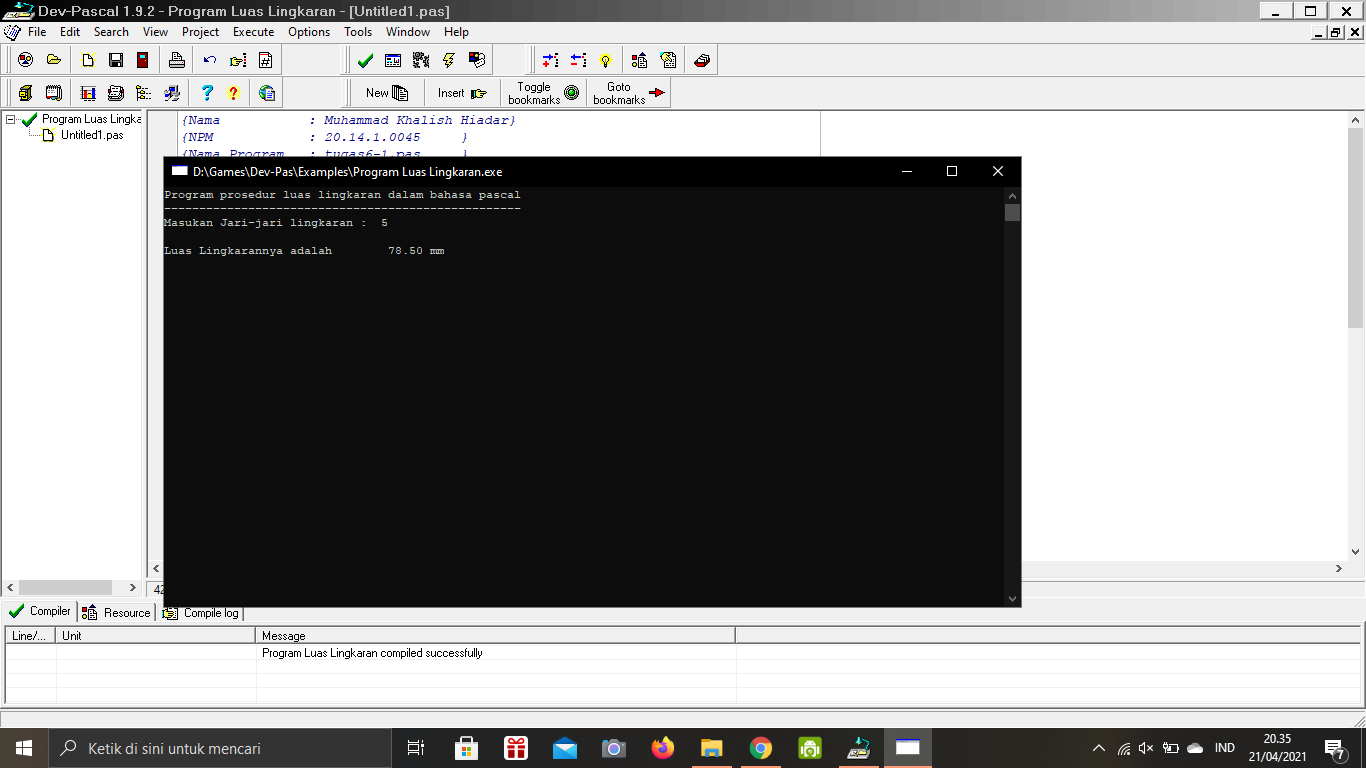 Dev-Pascal 1.9.2 - Program Luas Lingkaran - [Untitled1.pas]
File Edit Search View Project Execute Options Tools Window Help
New Insert Toggle bookmarks Goto bookmarks
Program Luas Lingka
Untitled1.pas
{Nama : Muhammad Khalish Hiadar}
{NPM : 20.14.1.0045 }
{Nama Program : tugas6-1.pas }
D:\Games\Dev-Pas\Examples\Program Luas Lingkaran.exe
Program prosedur luas lingkaran dalam bahasa pascal
---------------------------------------------------
Masukan Jari-jari lingkaran : 5
Luas Lingkarannya adalah 78.50 mm
42
Compiler Resource Compile log
Line/... Unit Message
Program Luas Lingkaran compiled successfully
Ketik di sini untuk mencari
IND
20.35
21/04/2021
7